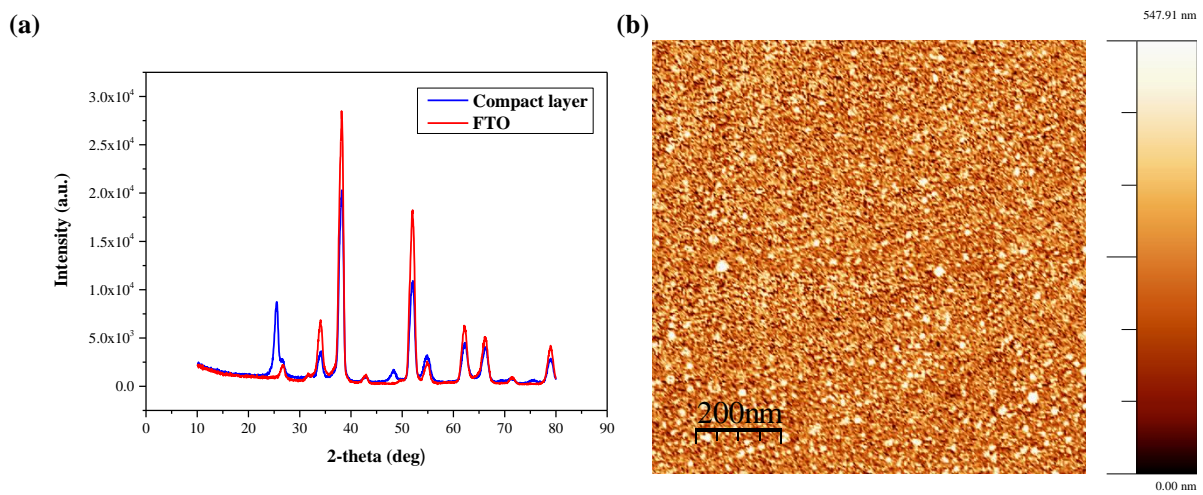 (a)
(b)
547.91 nm
3.0x10⁴
2.5x10⁴
2.0x10⁴
1.5x10⁴
1.0x10⁴
5.0x10³
0.0
Intensity (a.u.)
Compact layer
FTO
0 10 20 30 40 50 60 70 80 90
2-theta (deg)
200nm
0.00 nm